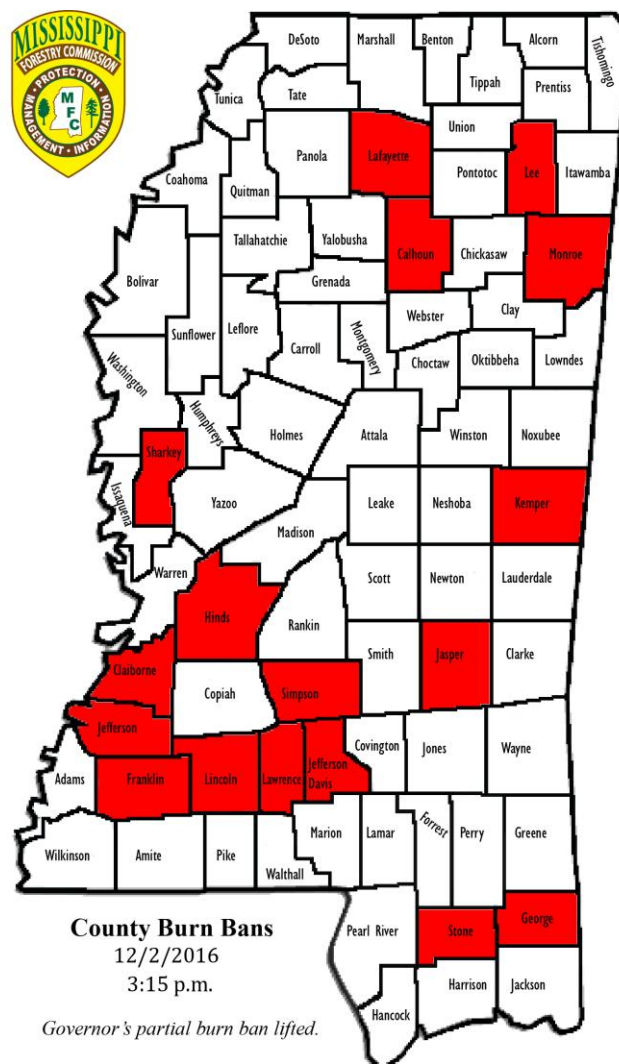 MISSISSIPPI
FORESTRY COMMISSION
PROTECTION
MANAGEMENT
INFORMATION
MFC
DeSoto
Marshall
Benton
Tippah
Alcorn
Tishomingo
Prentiss
Tunica
Tate
Panola
Lafayette
Union
Pontotoc
Lee
Itawamba
Coahoma
Quitman
Tallahatchie
Yalobusha
Calhoun
Chickasaw
Monroe
Bolivar
Grenada
Sunflower
Leflore
Carroll
Montgomery
Webster
Clay
Choctaw
Oktibbeha
Lowndes
Washington
Humphreys
Holmes
Attala
Winston
Noxubee
Sharkey
Issaquena
Yazoo
Madison
Leake
Neshoba
Kemper
Warren
Hinds
Rankin
Scott
Newton
Lauderdale
Claiborne
Copiah
Simpson
Smith
Jasper
Clarke
Jefferson
Adams
Franklin
Lincoln
Lawrence
Jefferson
Davis
Covington
Jones
Wayne
Wilkinson
Amite
Pike
Walthall
Marion
Lamar
Forrest
Perry
Greene
Pearl River
Stone
George
Hancock
Harrison
Jackson
County Burn Bans
12/2/2016
3:15 p.m.
Governor's partial burn ban lifted.